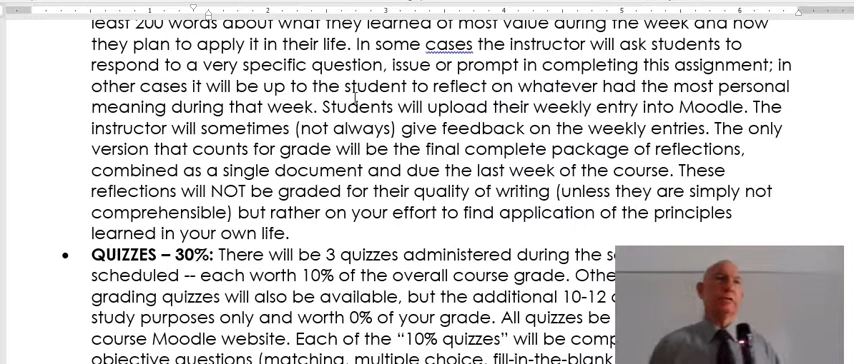 1 2 3 4 5 6
least 200 words about what they learned of most value during the week and how
they plan to apply it in their life. In some cases the instructor will ask students to
respond to a very specific question, issue or prompt in completing this assignment; in
other cases it will be up to the student to reflect on whatever had the most personal
meaning during that week. Students will upload their weekly entry into Moodle. The
instructor will sometimes (not always) give feedback on the weekly entries. The only
version that counts for grade will be the final complete package of reflections,
combined as a single document and due the last week of the course. These
reflections will NOT be graded for their quality of writing (unless they are simply not
comprehensible) but rather on your effort to find application of the principles
learned in your own life.
• QUIZZES – 30%: There will be 3 quizzes administered during the s
scheduled -- each worth 10% of the overall course grade. Othe
grading quizzes will also be available, but the additional 10-12
study purposes only and worth 0% of your grade. All quizzes be
course Moodle website. Each of the “10% quizzes” will be comp
objective questions (matching, multiple choice, fill-in-the-blank